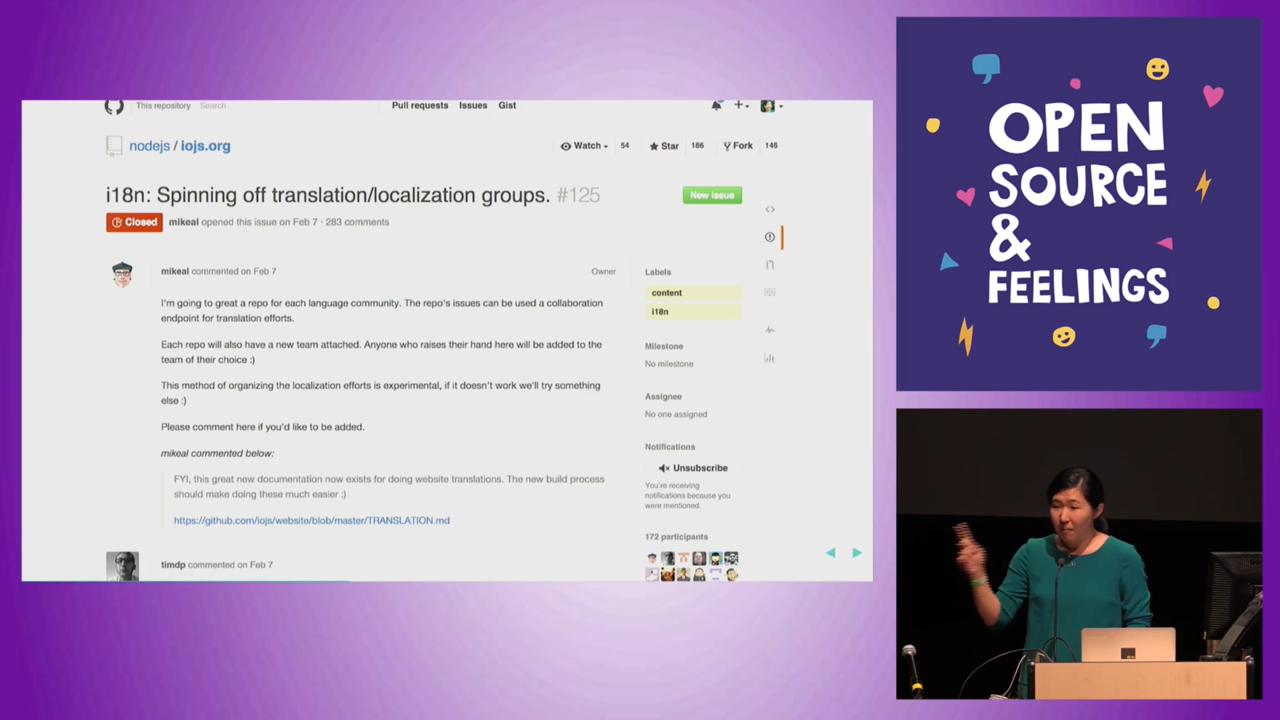 This repository Search Pull requests Issues Gist
nodejs / iojs.org Watch 54 Star 186 Fork 146
i18n: Spinning off translation/localization groups. #125
New issue
Closed mikeal opened this issue on Feb 7 · 283 comments
mikeal commented on Feb 7 Owner
I'm going to great a repo for each language community. The repo's issues can be used a collaboration
endpoint for translation efforts.
Each repo will also have a new team attached. Anyone who raises their hand here will be added to the
team of their choice :)
This method of organizing the localization efforts is experimental, if it doesn't work we'll try something
else :)
Please comment here if you'd like to be added.
mikeal commented below:
FYI, this great new documentation now exists for doing website translations. The new build process
should make doing these much easier :)
https://github.com/iojs/website/blob/master/TRANSLATION.md
timdp commented on Feb 7
Labels
content
i18n
Milestone
No milestone
Assignee
No one assigned
Notifications
Unsubscribe
You're receiving
notifications because you
were mentioned.
172 participants
OPEN
SOURCE
&
FEELINGS